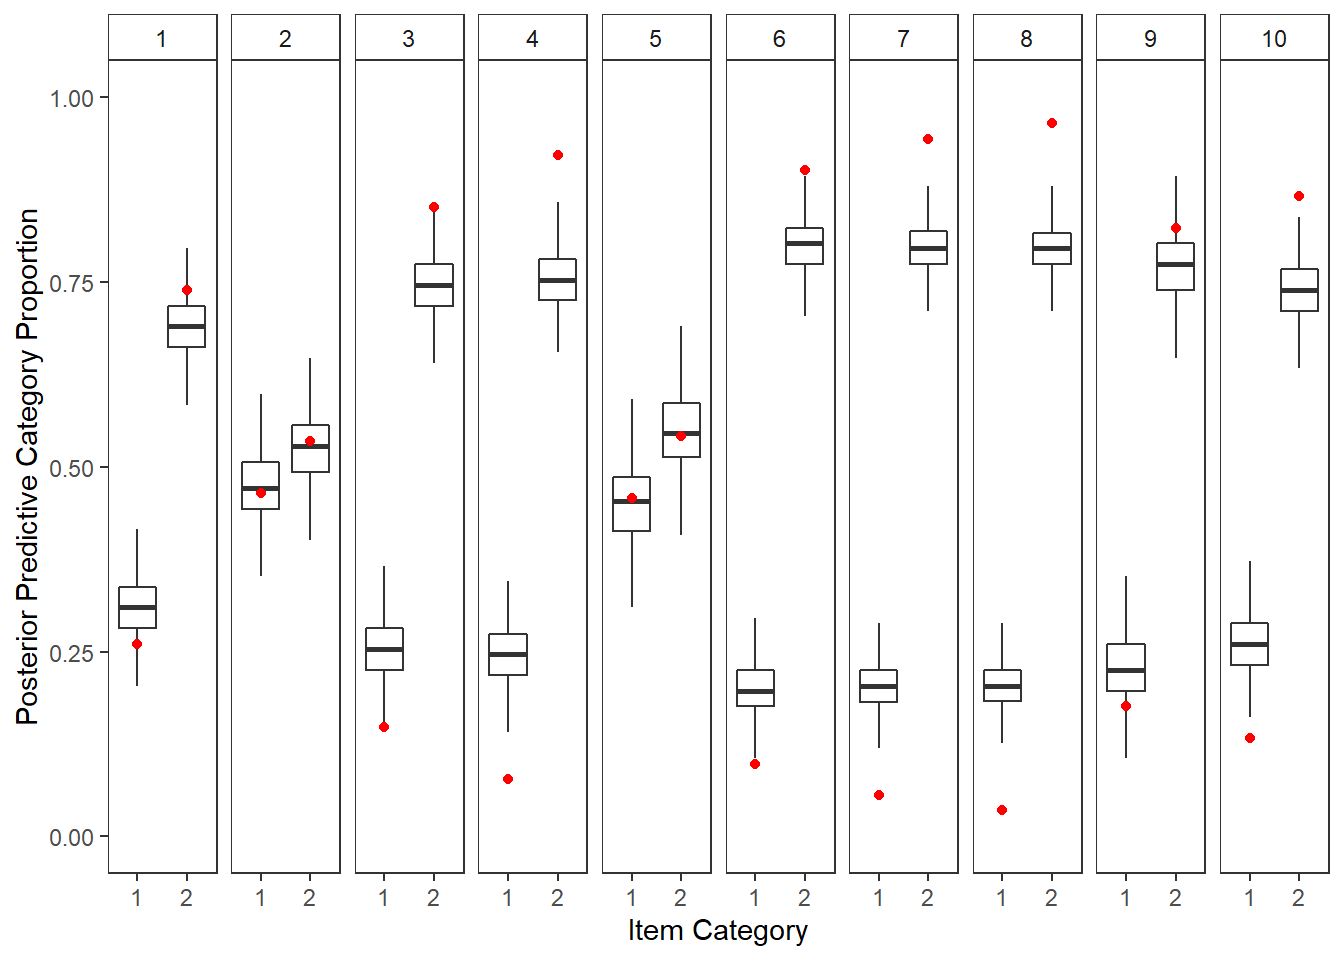 1 2 3 4 5 6 7 8 9 10
Posterior Predictive Category Proportion
1.00
0.75
0.50
0.25
0.00
1 2 1 2 1 2 1 2 1 2 1 2 1 2 1 2 1 2 1 2
Item Category